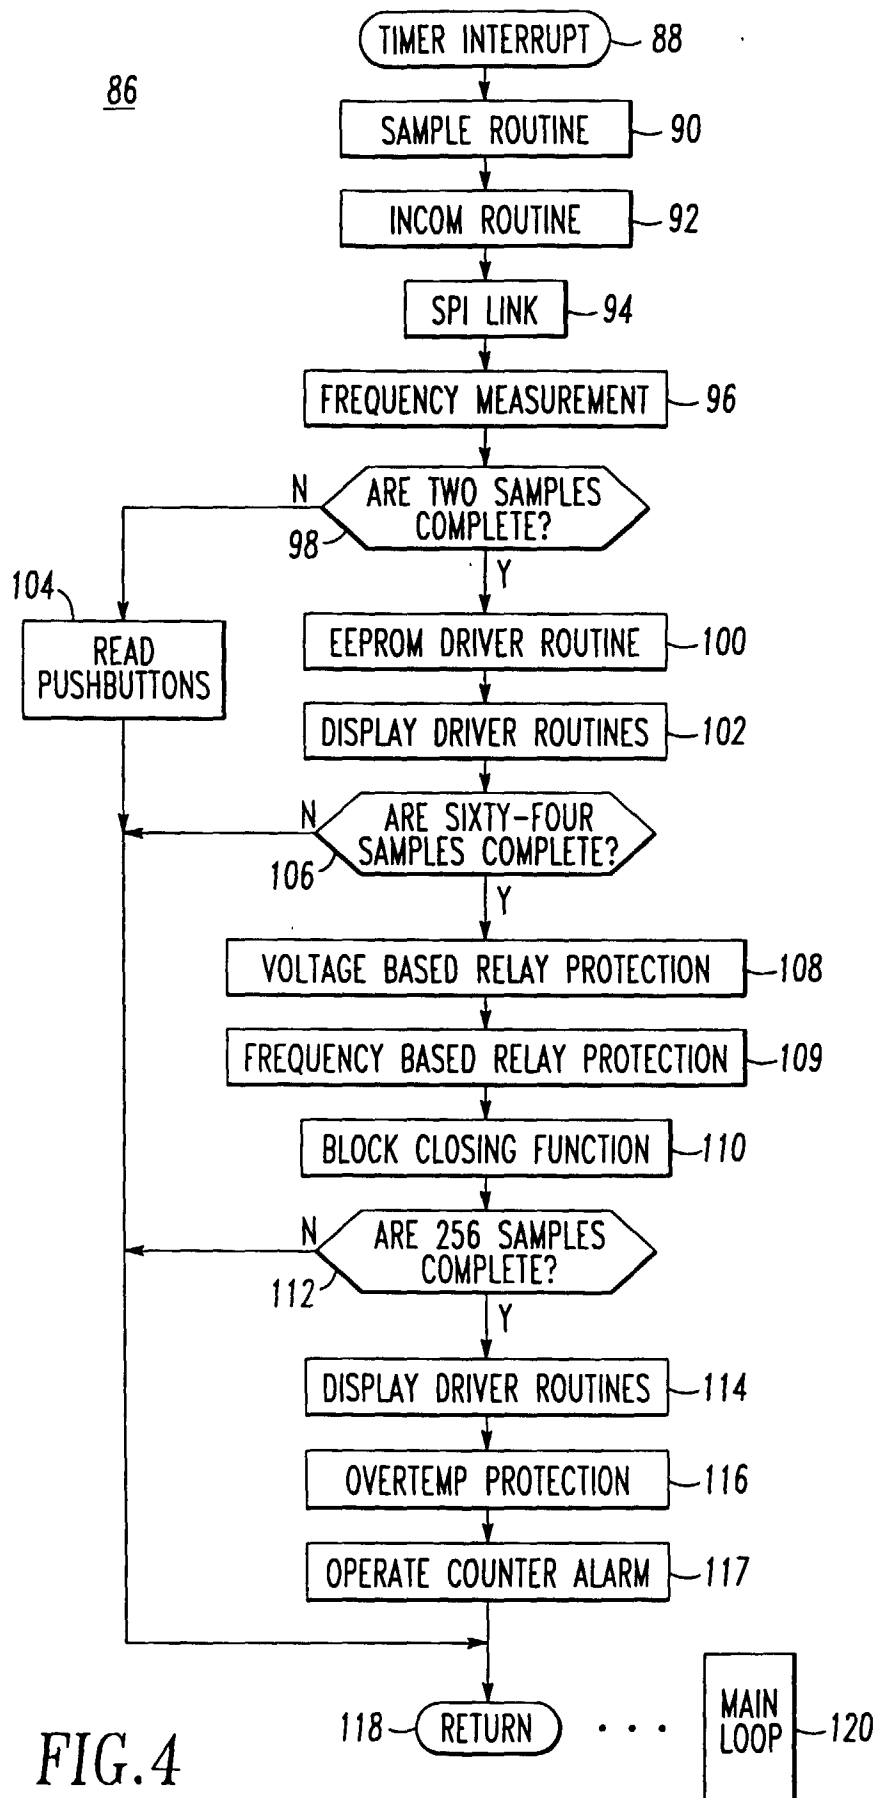 TIMER INTERRUPT
88
86
SAMPLE ROUTINE
90
INCOM ROUTINE
92
SPI LINK
94
FREQUENCY MEASUREMENT
96
N
ARE TWO SAMPLES
COMPLETE?
98
Y
104
READ
PUSHBUTTONS
EEPROM DRIVER ROUTINE
100
DISPLAY DRIVER ROUTINES
102
N
ARE SIXTY-FOUR
SAMPLES COMPLETE?
106
Y
VOLTAGE BASED RELAY PROTECTION
108
FREQUENCY BASED RELAY PROTECTION
109
BLOCK CLOSING FUNCTION
110
N
ARE 256 SAMPLES
COMPLETE?
112
Y
DISPLAY DRIVER ROUTINES
114
OVERTEMP PROTECTION
116
OPERATE COUNTER ALARM
117
118
RETURN
• • •
MAIN
LOOP
120
FIG.4